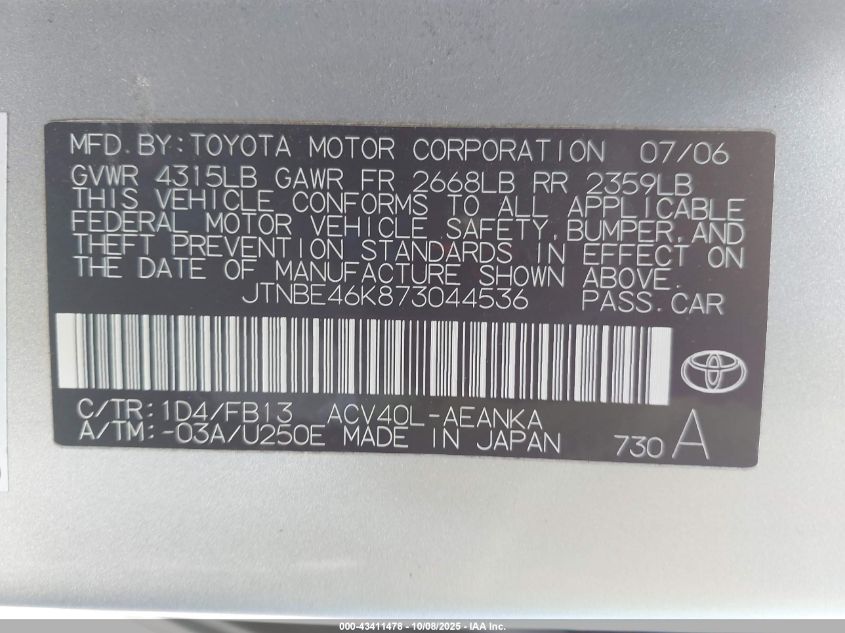 MFD. BY: TOYOTA MOTOR CORPORATION 07/06
GVWR 4315LB GAWR FR 2668LB RR 2359LB
THIS VEHICLE CONFORMS TO ALL APPLICABLE
FEDERAL MOTOR VEHICLE SAFETY, BUMPER, AND
THEFT PREVENTION STANDARDS IN EFFECT ON
THE DATE OF MANUFACTURE SHOWN ABOVE.
JTNBE46K873044536 PASS. CAR
C/TR: 1D4/FB13 ACV40L-AEANKA
A/TM: -03A/U250E MADE IN JAPAN 730 A
000-43411478 - 10/08/2025 - IAA Inc.